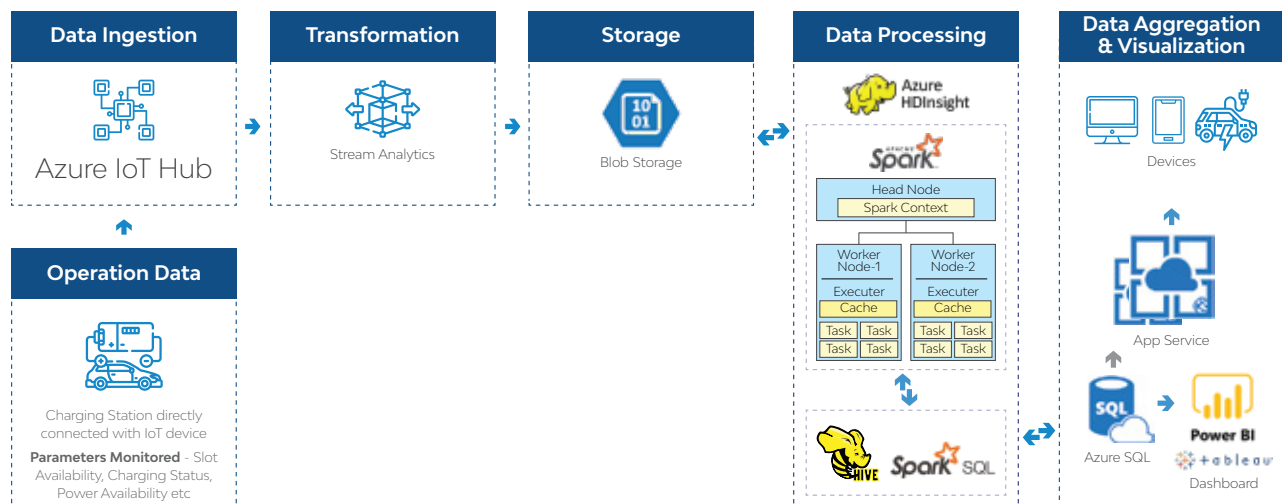 Data Ingestion
Azure IoT Hub
Operation Data
Charging Station directly
connected with IoT device
Parameters Monitored - Slot
Availability, Charging Status,
Power Availability etc
Transformation
Stream Analytics
Storage
10
01
Blob Storage
Data Processing
Azure
HDInsight
APACHE
Spark
Head Node
Spark Context
Worker
Node-1
Executer
Cache
Task Task
Task Task
Worker
Node-2
Executer
Cache
Task Task
Task Task
HIVE
Spark SQL
Data Aggregation
& Visualization
Devices
App Service
SQL
Azure SQL
Power BI
+ableau
Dashboard